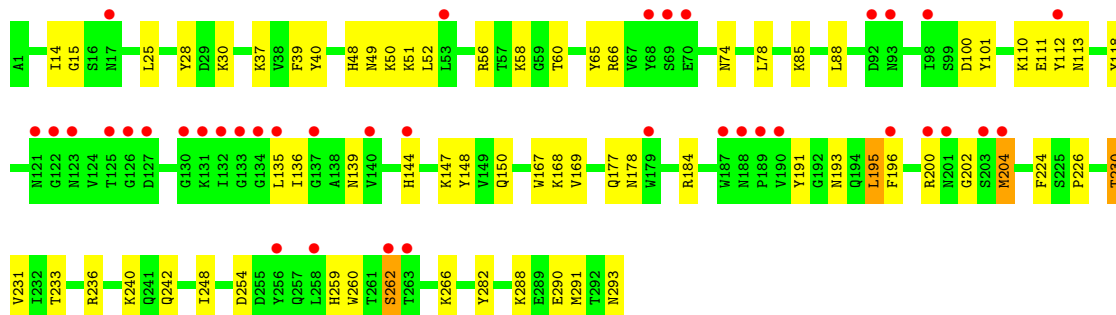 A1 I14 G15 S16 N17 L25 Y28 D29 K30 K37 V38 F39 Y40 H48 N49 K50 K51 L52 L53 R56 T57 K58 G59 T60 Y65 R66 V67 Y68 S69 E70 N74 L78 K85 L88 D92 N93 I98 S99 D100 Y101 K110 E111 Y112 N113
N121 G122 N123 V124 T125 G126 D127 G130 K131 I132 G133 G134 L135 I136 G137 A138 N139 V140 H144 K147 Y148 V149 Q150 W167 K168 V169 Q177 N178 W179 R184 W187 N188 P189 V190 Y191 G192 N193 Q194 L195 F196 R200 N201 G202 S203 M204 F224 S225 P226
V231 I232 T233 R236 K240 Q241 Q242 I248 D254 D255 Y256 Q257 L258 H259 W260 T261 S262 T263 K266 Y282 K288 E289 E290 M291 T292 N293